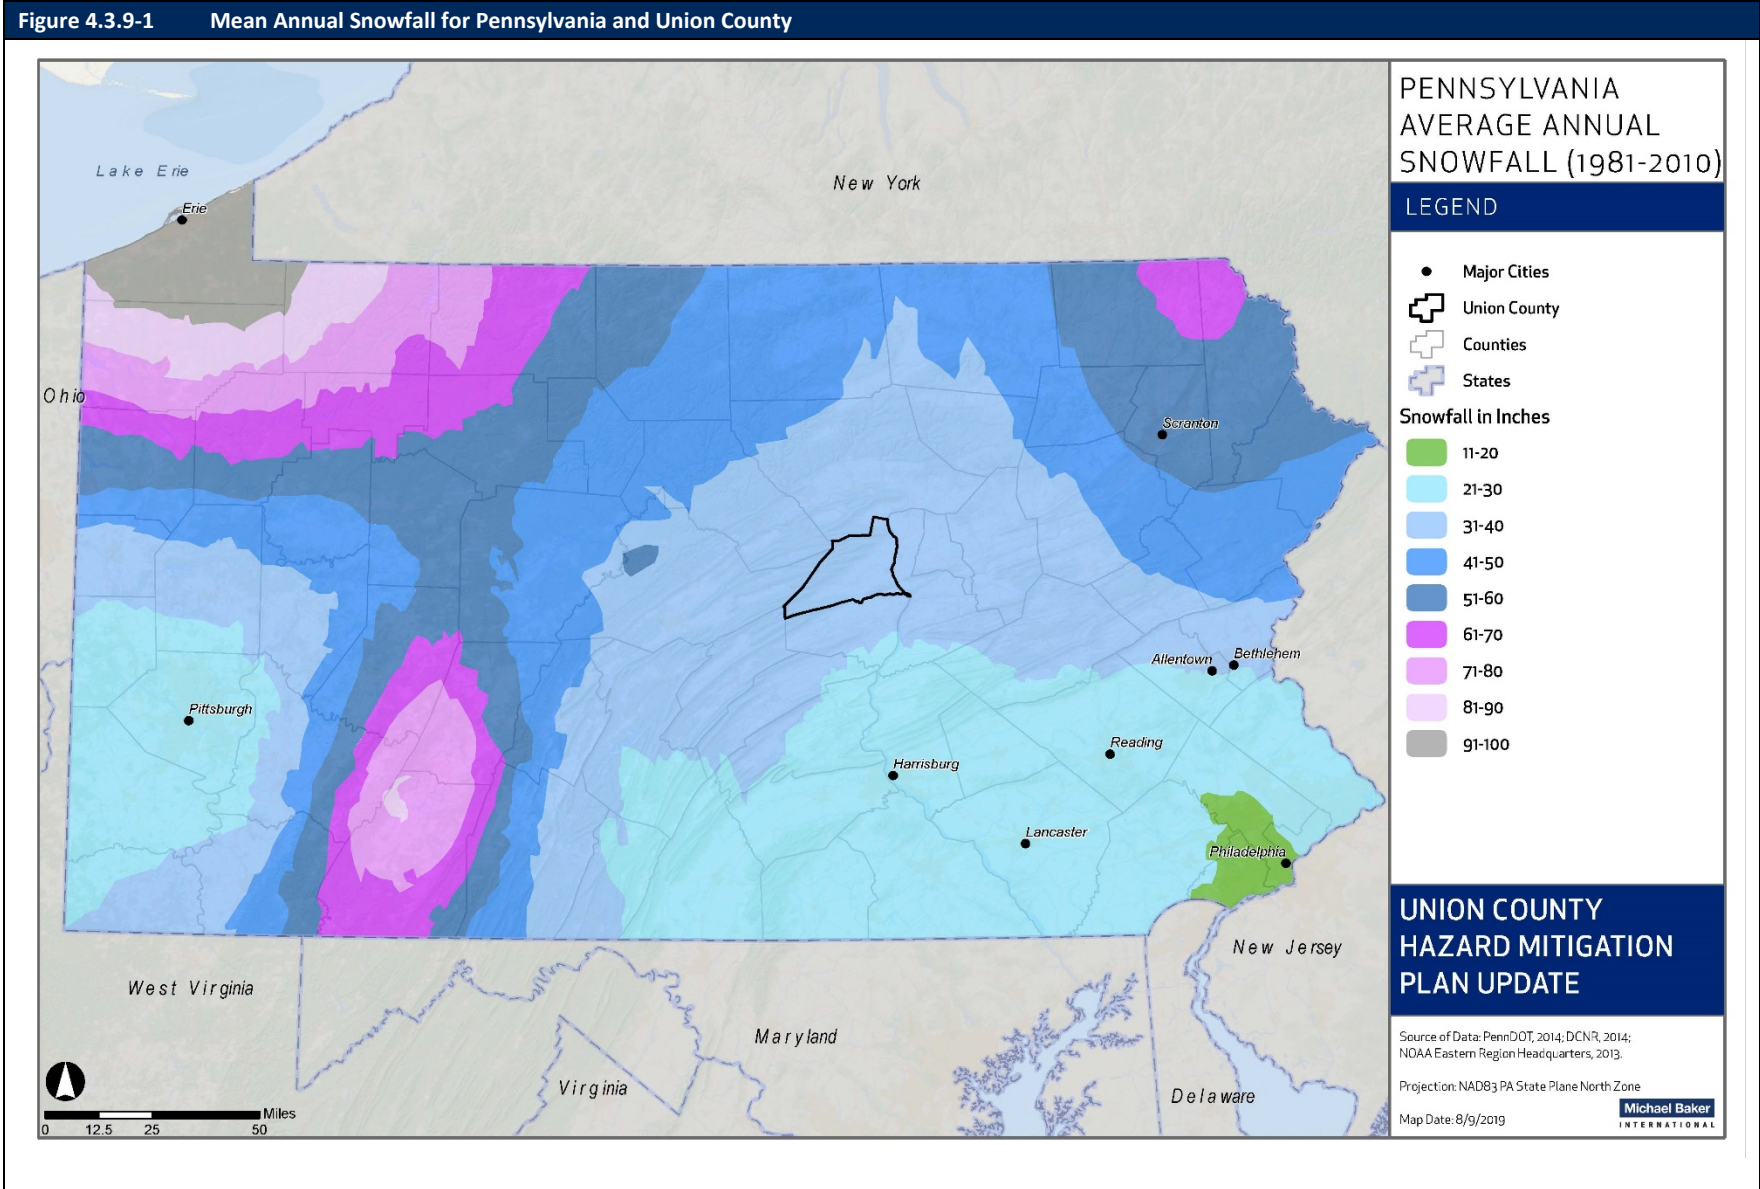 Figure 4.3.9-1 Mean Annual Snowfall for Pennsylvania and Union County
Lake Erie
Erie
New York
Ohio
Scranton
Allentown
Bethlehem
Pittsburgh
Reading
Harrisburg
Lancaster
Philadelphia
New Jersey
West Virginia
Maryland
Virginia
Delaware
Miles
0 12.5 25 50
PENNSYLVANIA
AVERAGE ANNUAL
SNOWFALL (1981-2010)
LEGEND
Major Cities
Union County
Counties
States
Snowfall in Inches
11-20
21-30
31-40
41-50
51-60
61-70
71-80
81-90
91-100
UNION COUNTY
HAZARD MITIGATION
PLAN UPDATE
Source of Data: PennDOT, 2014; DCNR, 2014;
NOAA Eastern Region Headquarters, 2013.
Projection: NAD83 PA State Plane North Zone
Map Date: 8/9/2019
Michael Baker
INTERNATIONAL